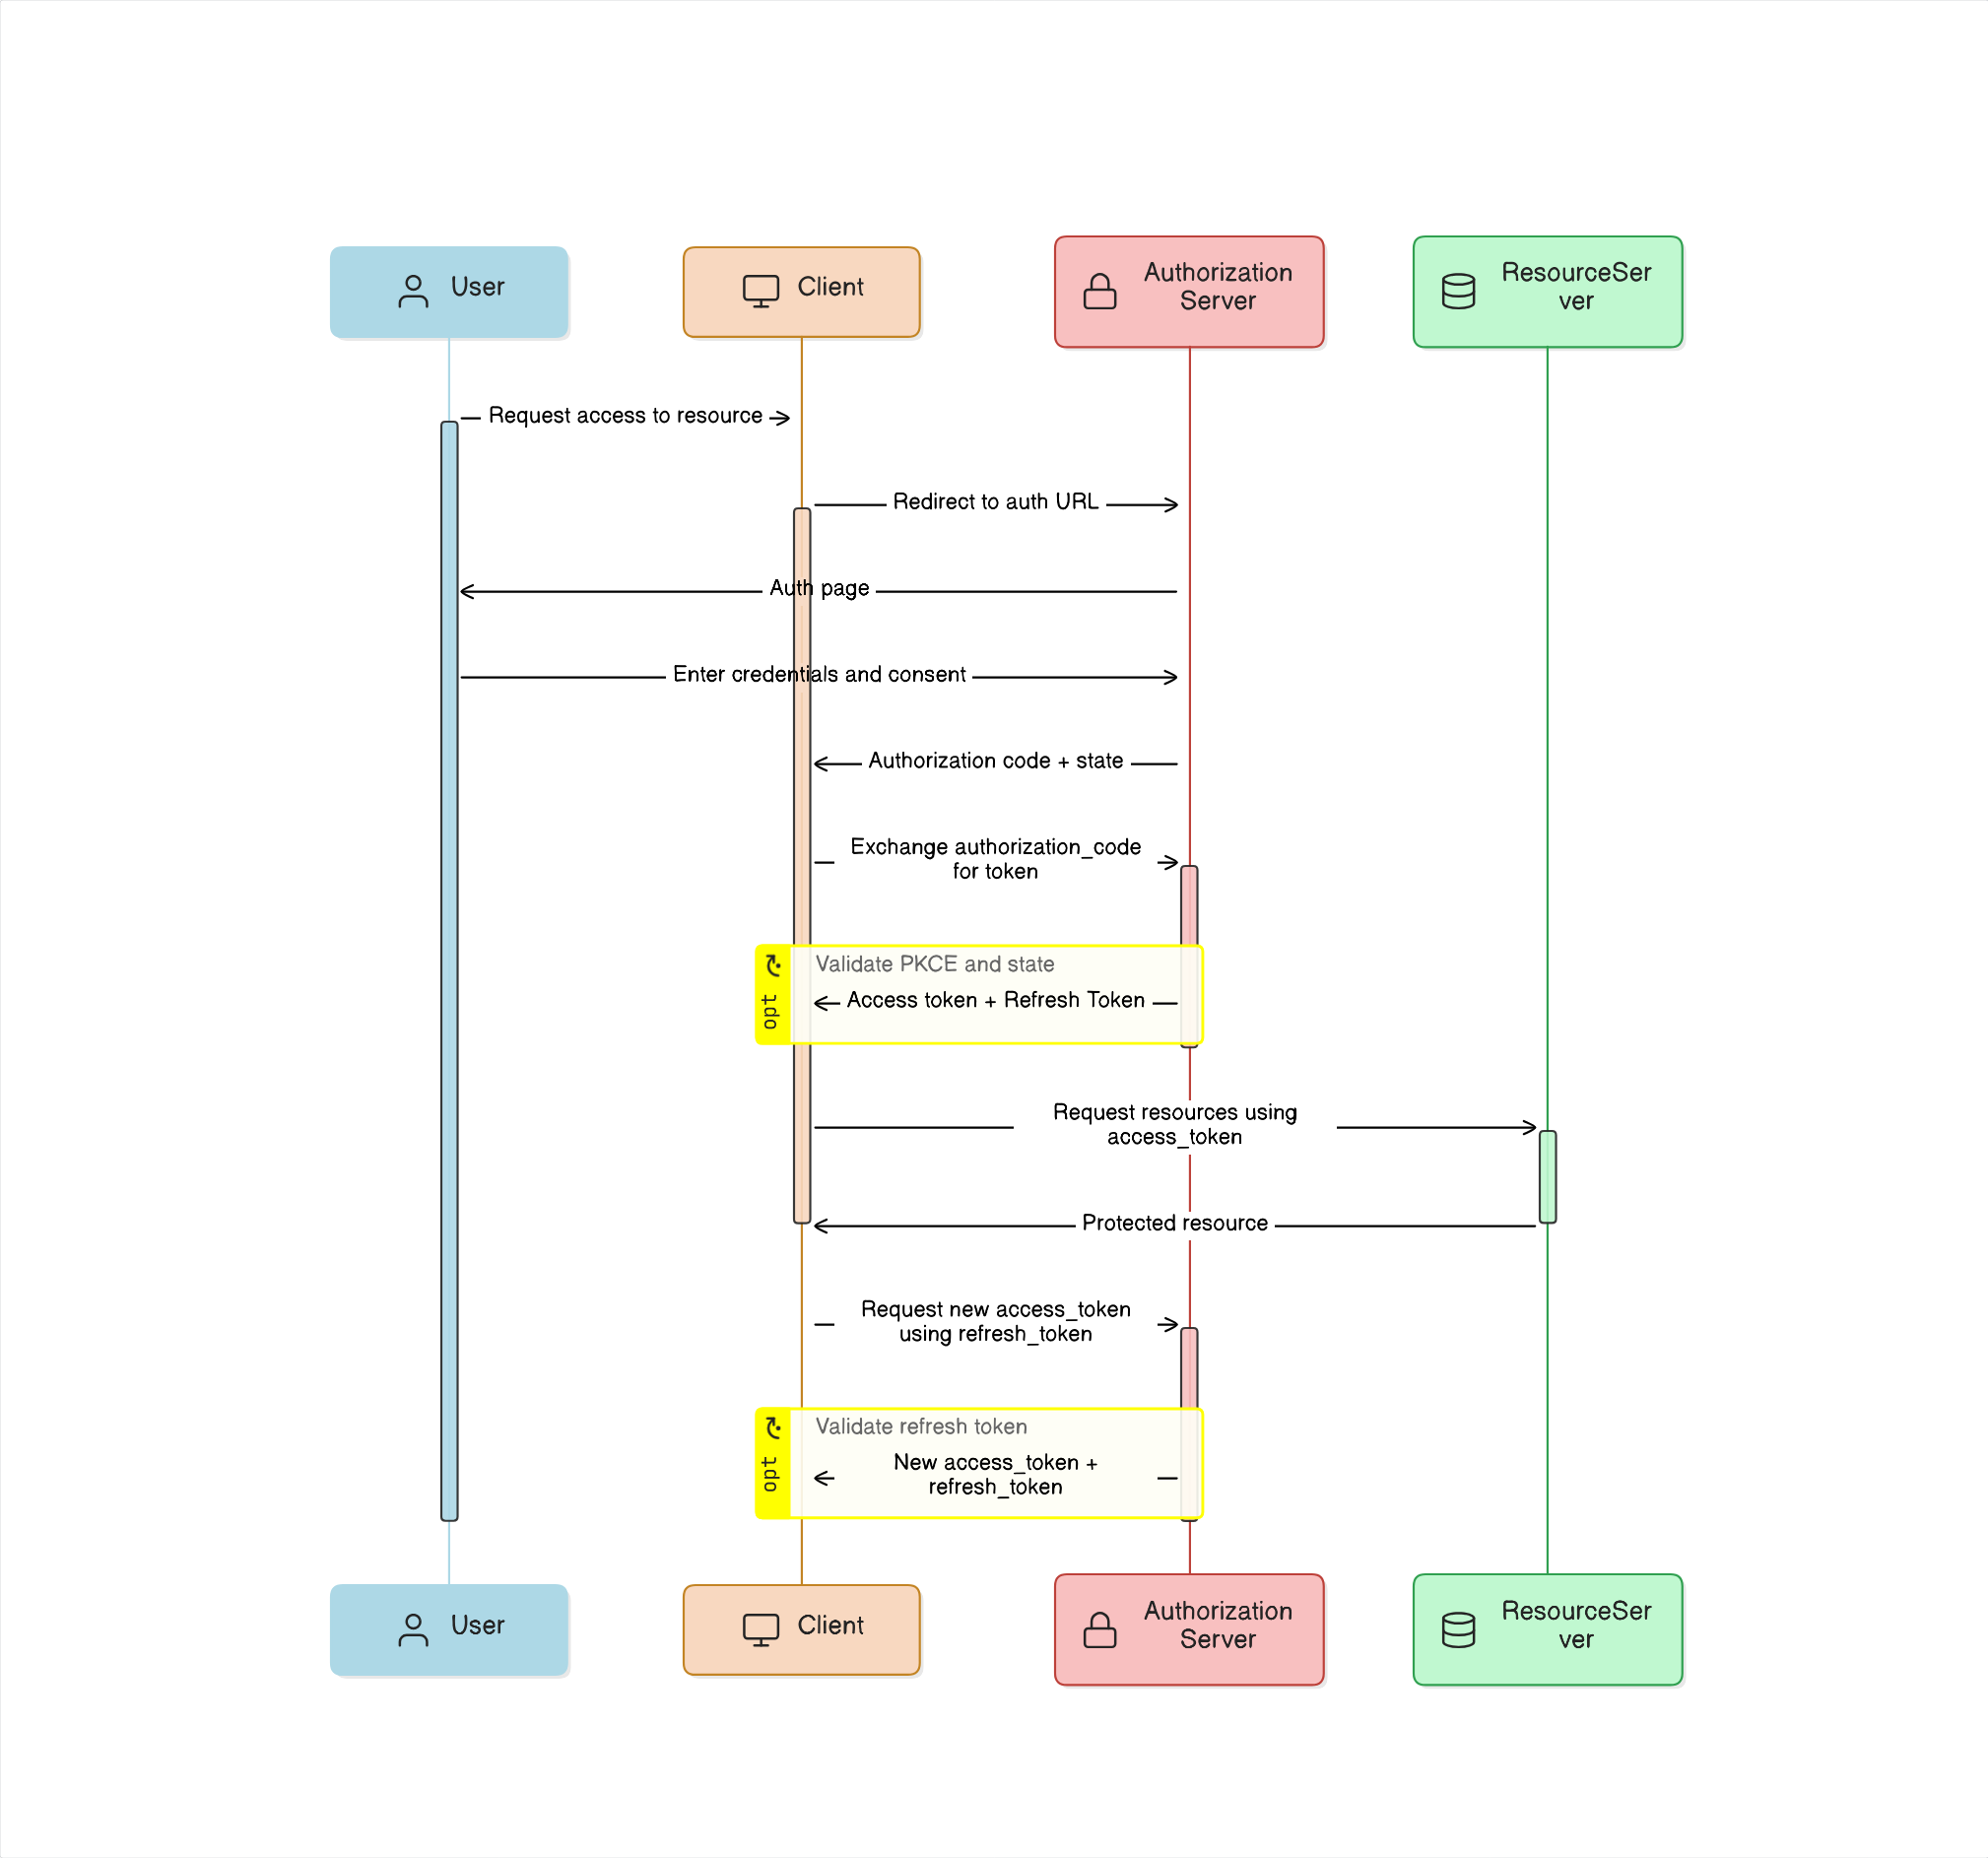 User
Client
Authorization
Server
ResourceSer
ver
Request access to resource
Redirect to auth URL
Auth page
Enter credentials and consent
Authorization code + state
Exchange authorization_code
for token
opt
Validate PKCE and state
Access token + Refresh Token
Request resources using
access_token
Protected resource
Request new access_token
using refresh_token
opt
Validate refresh token
New access_token +
refresh_token
User
Client
Authorization
Server
ResourceSer
ver